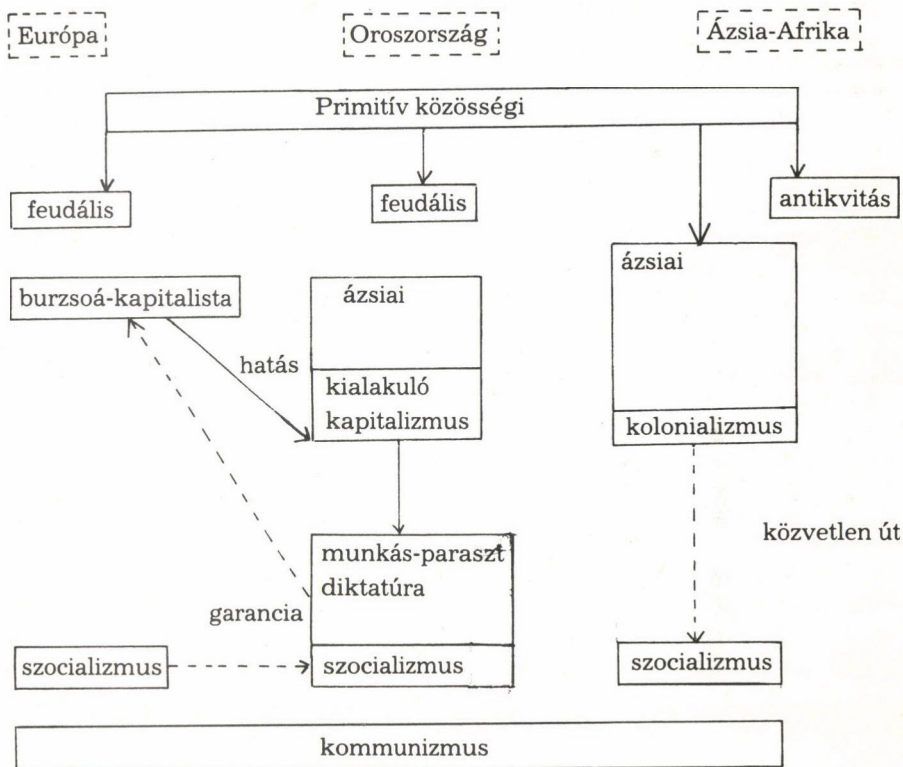 Európa
Oroszország
Ázsia-Afrika
Primitív közösségi
feudális
feudális
antikvitás
ázsiai
burzsoá-kapitalista
ázsiai
hatás
kialakuló
kapitalizmus
kolonializmus
közvetlen út
munkás-paraszt
diktatúra
garancia
szocializmus
szocializmus
szocializmus
kommunizmus